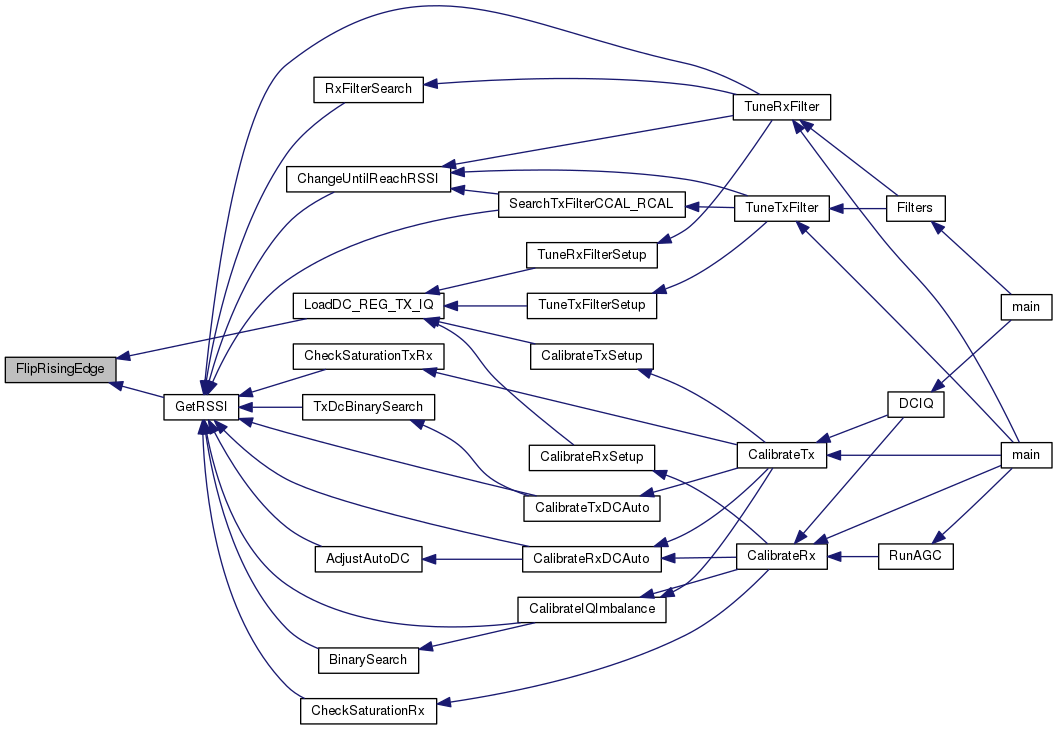 RxFilterSearch
TuneRxFilter
ChangeUntilReachRSSI
SearchTxFilterCCAL_RCAL
TuneTxFilter
Filters
TuneRxFilterSetup
LoadDC_REG_TX_IQ
TuneTxFilterSetup
main
CheckSaturationTxRx
CalibrateTxSetup
FlipRisingEdge
GetRSSI
TxDcBinarySearch
DCIQ
CalibrateRxSetup
CalibrateTx
main
CalibrateTxDCAuto
AdjustAutoDC
CalibrateRxDCAuto
CalibrateRx
RunAGC
CalibrateIQImbalance
BinarySearch
CheckSaturationRx